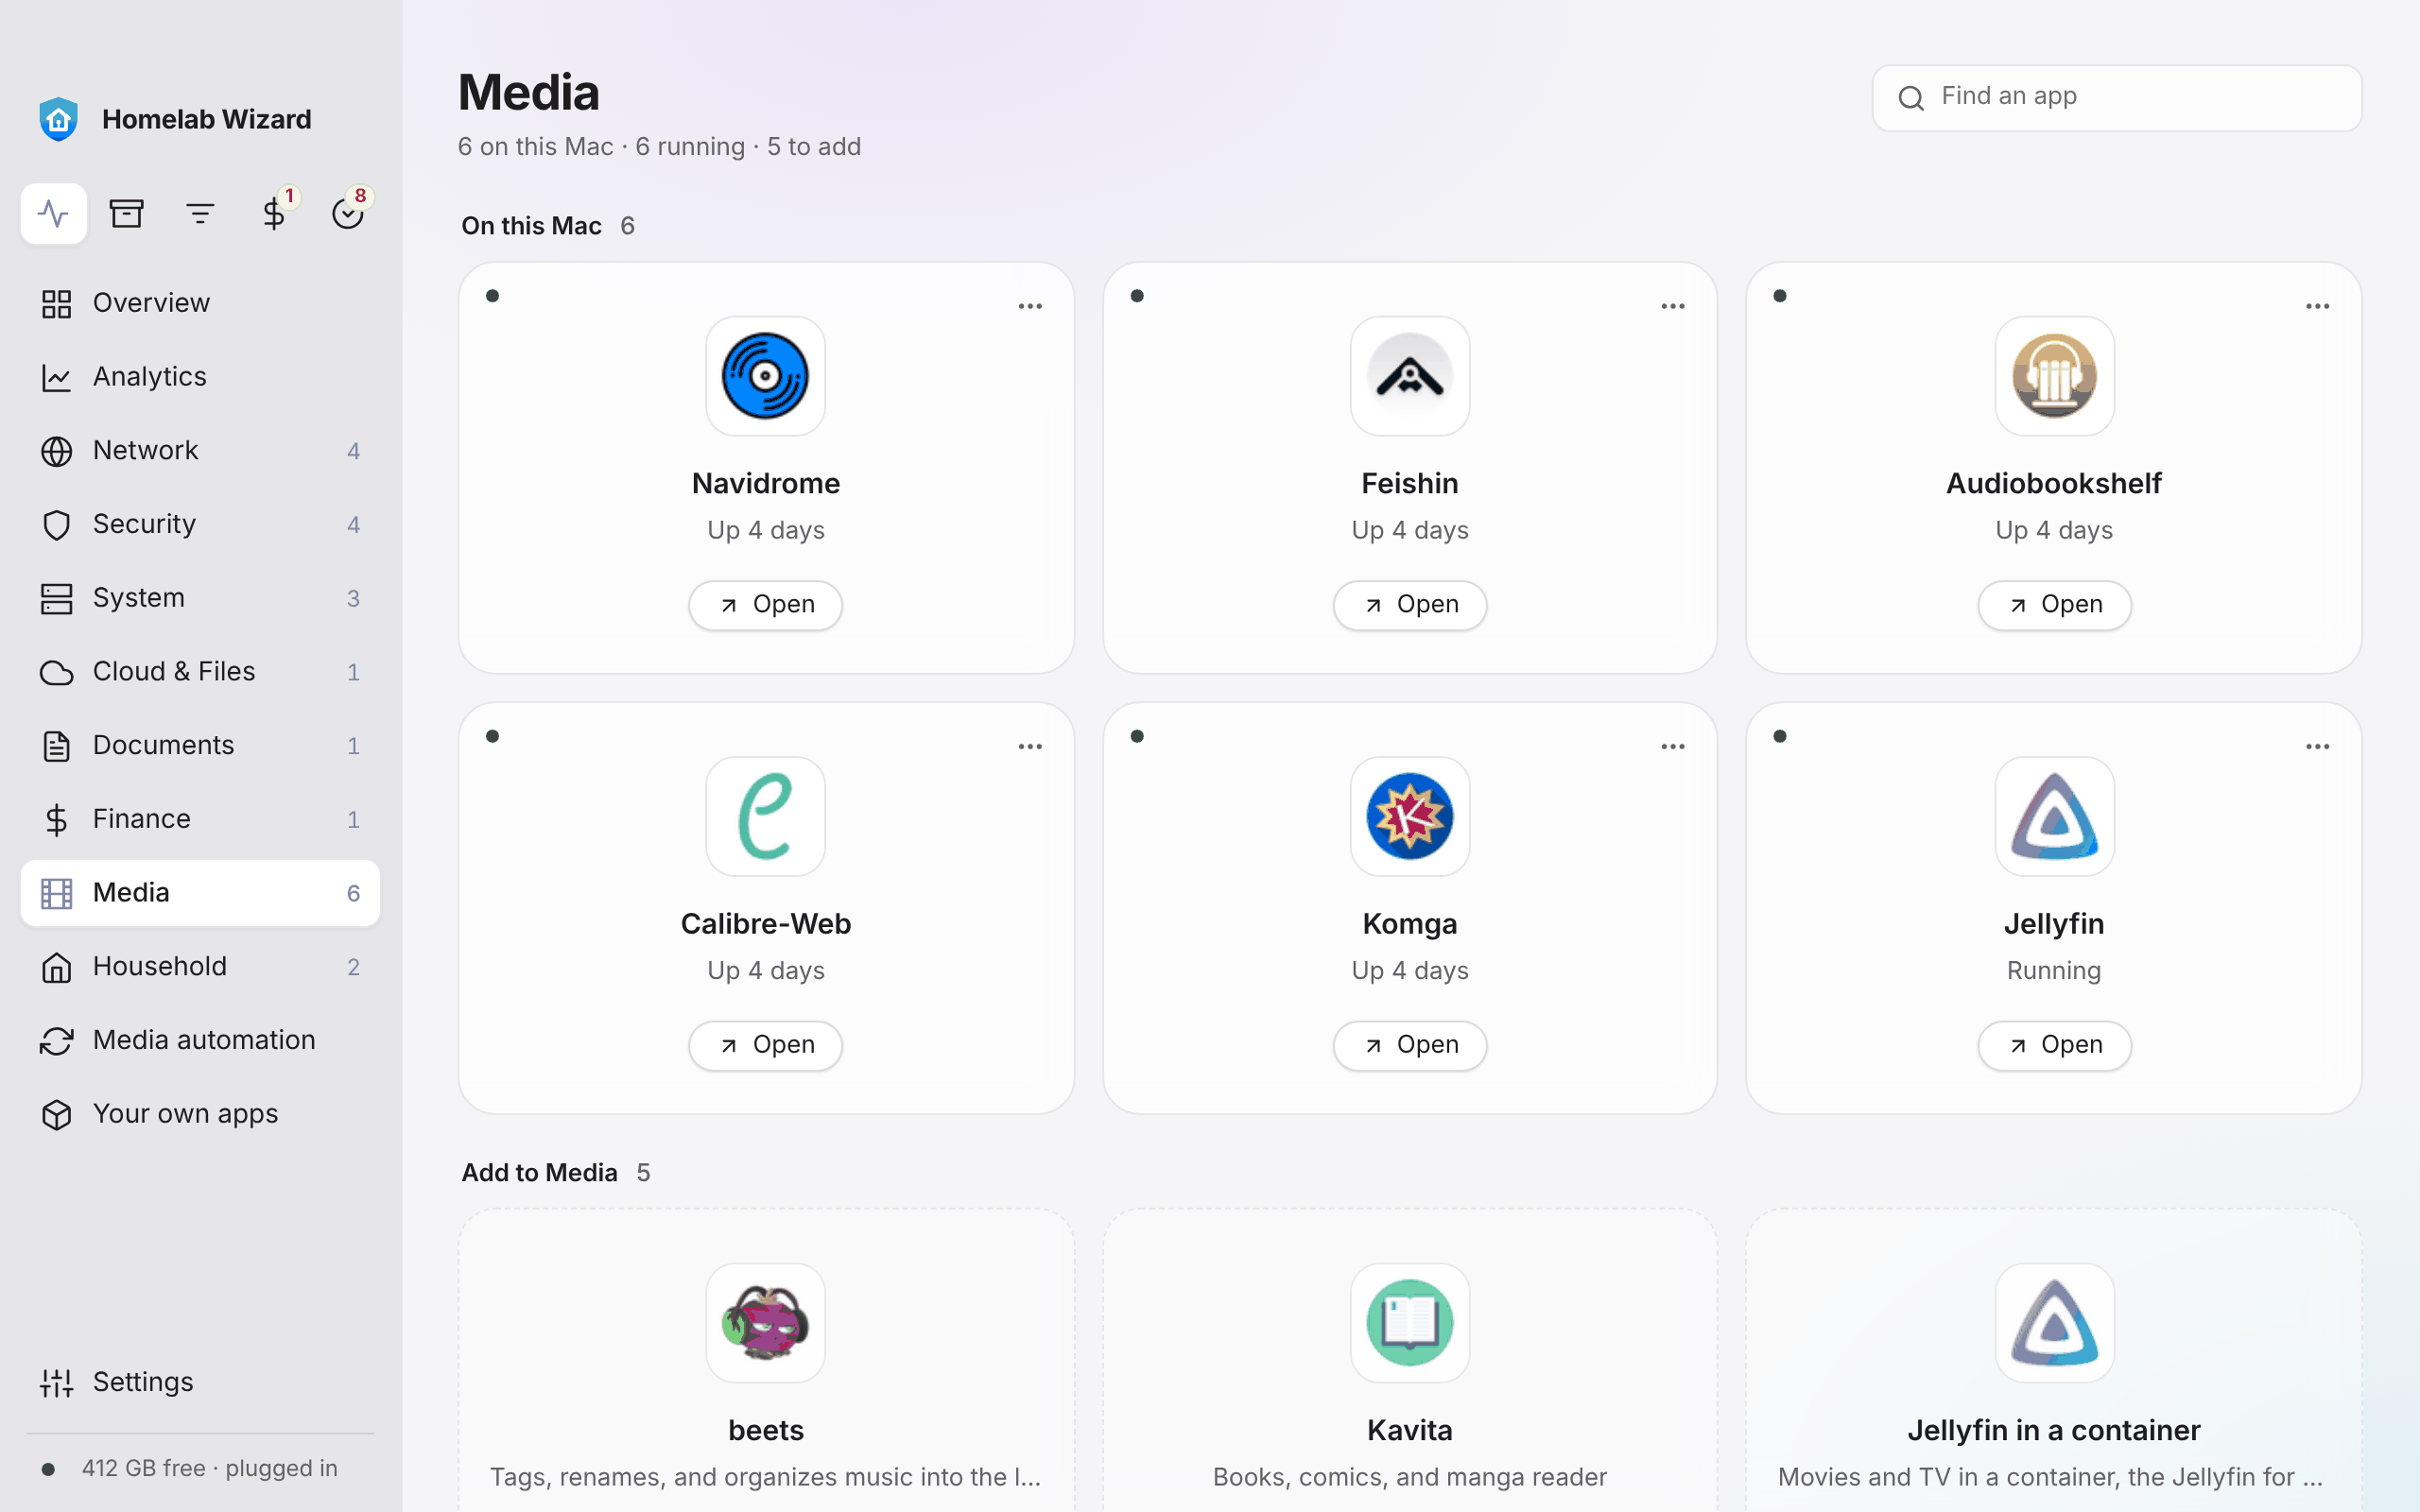 Homelab Wizard
1
8
Overview
Analytics
Network 4
Security 4
System 3
Cloud & Files 1
Documents 1
Finance 1
Media 6
Household 2
Media automation
Your own apps
Settings
412 GB free · plugged in
Media
6 on this Mac · 6 running · 5 to add
Find an app
On this Mac 6
Navidrome
Up 4 days
Open
Feishin
Up 4 days
Open
Audiobookshelf
Up 4 days
Open
Calibre-Web
Up 4 days
Open
Komga
Up 4 days
Open
Jellyfin
Running
Open
Add to Media 5
beets
Tags, renames, and organizes music into the l...
Kavita
Books, comics, and manga reader
Jellyfin in a container
Movies and TV in a container, the Jellyfin for ...